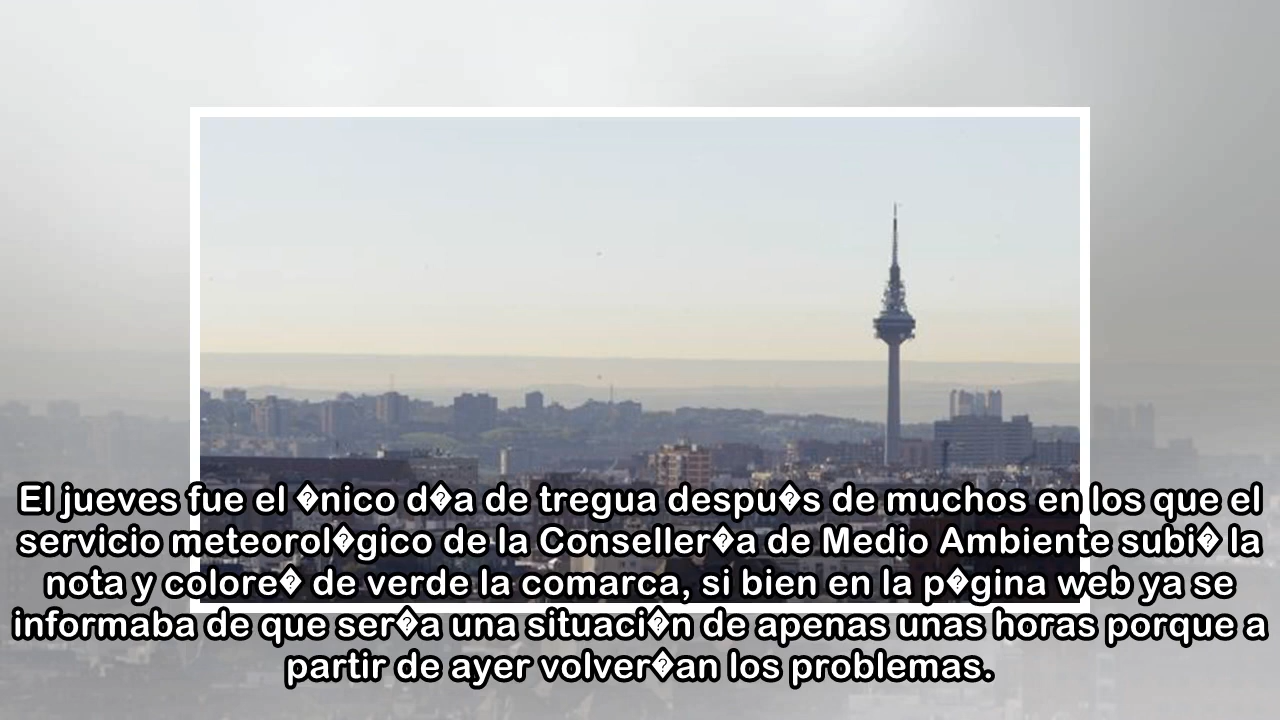 El jueves fue el �nico d�a de tregua despu�s de muchos en los que el
servicio meteorol�gico de la Conseller�a de Medio Ambiente subi� la
nota y colore� de verde la comarca, si bien en la p�gina web ya se
informaba de que ser�a una situaci�n de apenas unas horas porque a
partir de ayer volver�an los problemas.